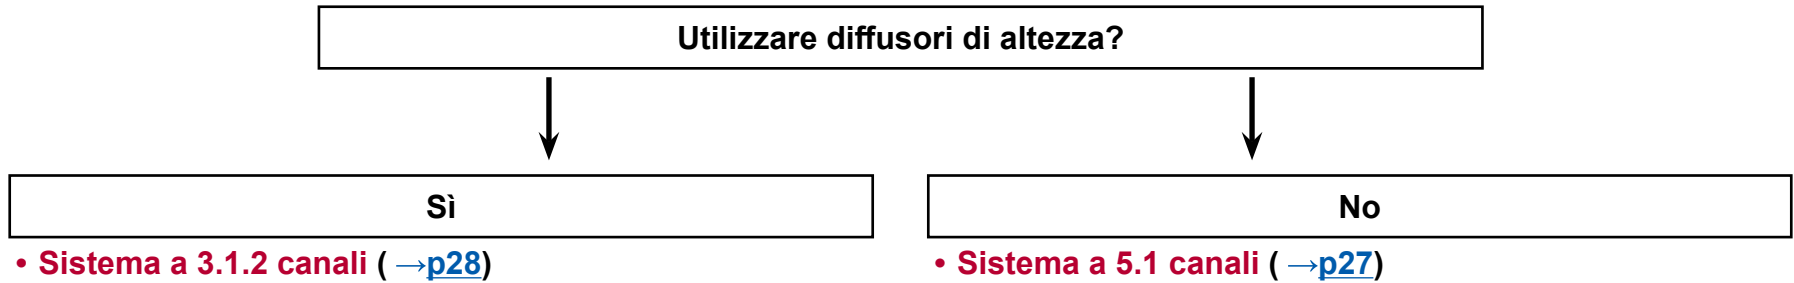 Utilizzare diffusori di altezza?
Sì
No
• Sistema a 3.1.2 canali ( →p28)
• Sistema a 5.1 canali ( →p27)